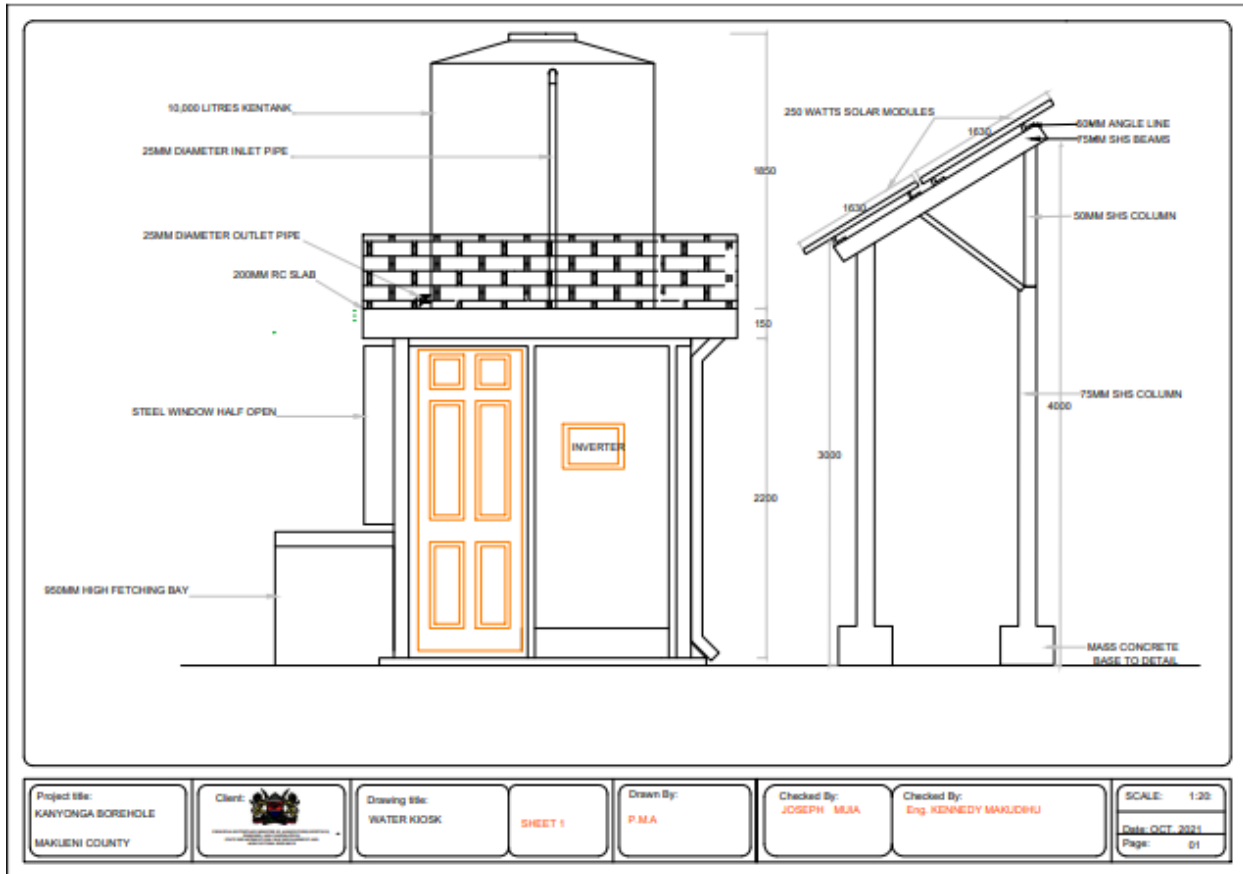 10,000 LITRES KENTANK
25MM DIAMETER INLET PIPE
25MM DIAMETER OUTLET PIPE
200MM RC SLAB
STEEL WINDOW HALF OPEN
950MM HIGH FETCHING BAY
INVERTER
1850
150
2200
250 WATTS SOLAR MODULES
1630
1630
60MM ANGLE LINE
75MM SHS BEAMS
50MM SHS COLUMN
75MM SHS COLUMN
4000
3000
MASS CONCRETE
BASE TO DETAIL
Project title:
KANYONGA BOREHOLE
MAKUENI COUNTY
Client:
Drawing title:
WATER KIOSK
SHEET 1
Drawn By:
P.M.A
Checked By:
JOSEPH MUIA
Checked By:
Eng. KENNEDY MAKUDIHU
SCALE: 1:20:
Date: OCT. 2021
Page: 01